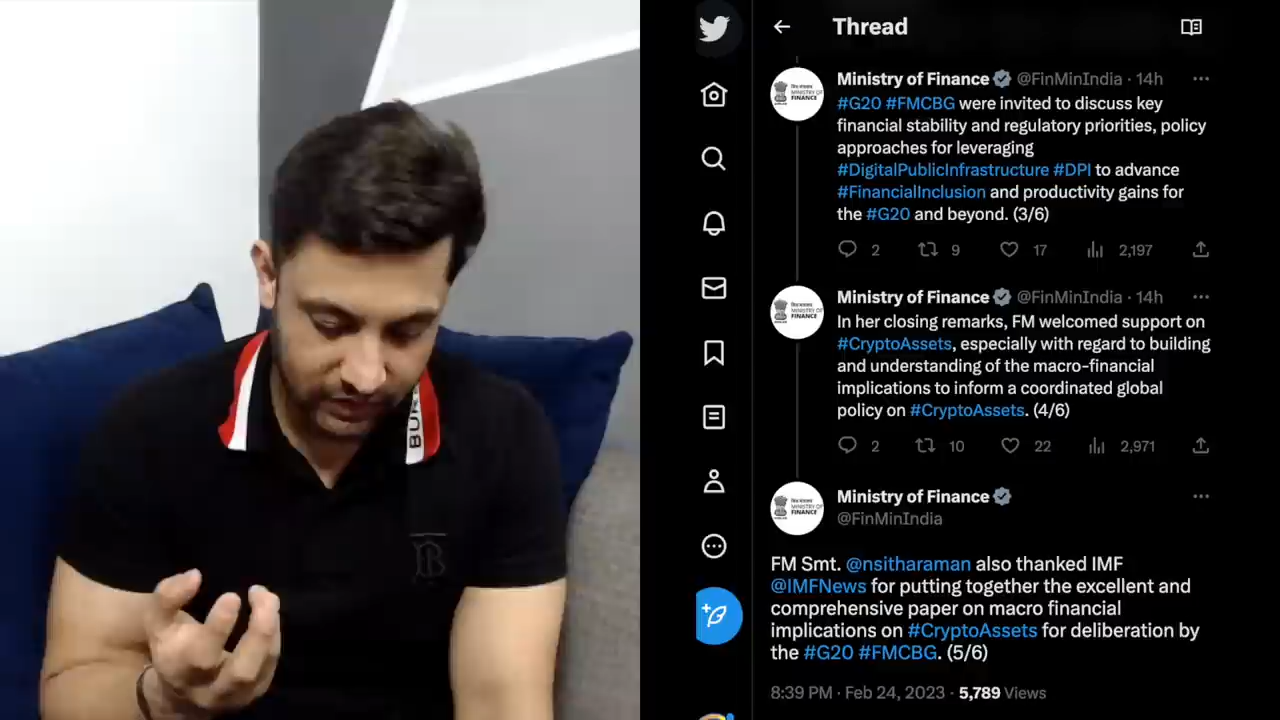 BUR
Thread
Ministry of Finance @FinMinIndia · 14h
#G20 #FMCBG were invited to discuss key
financial stability and regulatory priorities, policy
approaches for leveraging
#DigitalPublicInfrastructure #DPI to advance
#FinancialInclusion and productivity gains for
the #G20 and beyond. (3/6)
2 9 17 2,197
Ministry of Finance @FinMinIndia · 14h
In her closing remarks, FM welcomed support on
#CryptoAssets, especially with regard to building
and understanding of the macro-financial
implications to inform a coordinated global
policy on #CryptoAssets. (4/6)
2 10 22 2,971
Ministry of Finance
@FinMinIndia
FM Smt. @nsitharaman also thanked IMF
@IMFNews for putting together the excellent and
comprehensive paper on macro financial
implications on #CryptoAssets for deliberation by
the #G20 #FMCBG. (5/6)
8:39 PM · Feb 24, 2023 · 5,789 Views